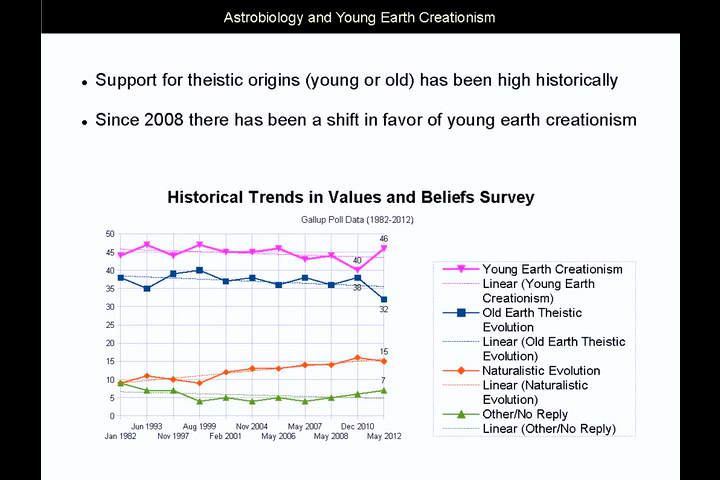 Astrobiology and Young Earth Creationism
• Support for theistic origins (young or old) has been high historically
• Since 2008 there has been a shift in favor of young earth creationism
Historical Trends in Values and Beliefs Survey
Gallup Poll Data (1982-2012)
50
45
40
35
30
25
20
15
10
5
0
46
40
38
32
15
7
Jun 1993 Aug 1999 Nov 2004 May 2007 Dec 2010
Jan 1982 Nov 1997 Feb 2001 May 2006 May 2008 May 2012
Young Earth Creationism
Linear (Young Earth
Creationism)
Old Earth Theistic
Evolution
Linear (Old Earth Theistic
Evolution)
Naturalistic Evolution
Linear (Naturalistic
Evolution)
Other/No Reply
Linear (Other/No Reply)